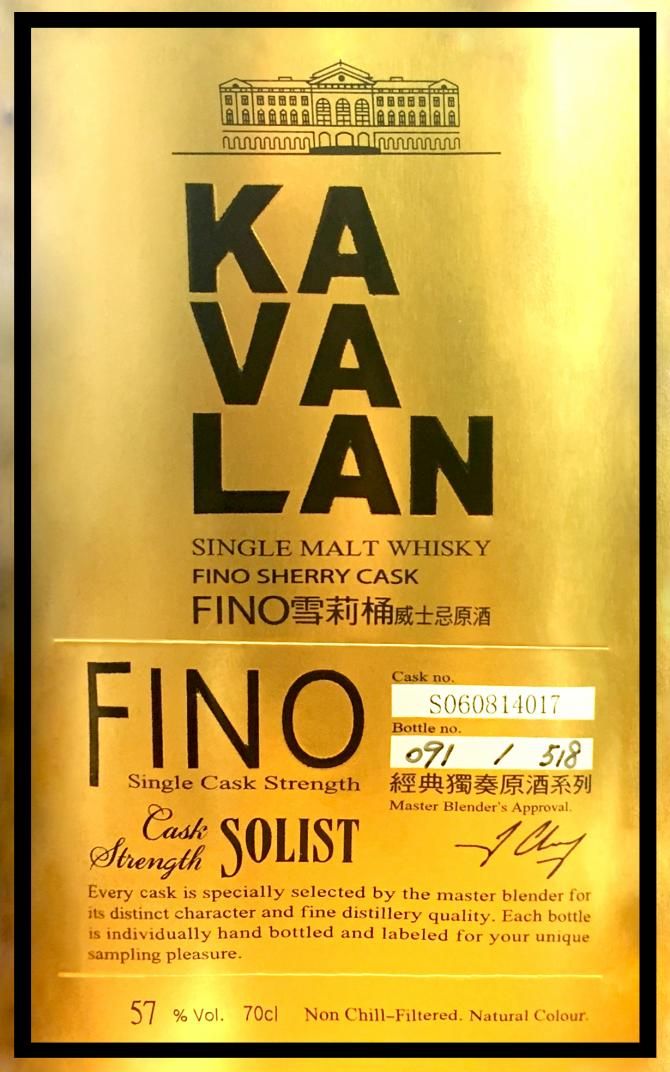 KA
VA
LAN
SINGLE MALT WHISKY
FINO SHERRY CASK
FINO雪莉桶威士忌原酒
FINO
Single Cask Strength
Cask Strength SOLIST
Cask no.
S060814017
Bottle no.
091 / 518
經典獨奏原酒系列
Master Blender's Approval.
Every cask is specially selected by the master blender for
its distinct character and fine distillery quality. Each bottle
is individually hand bottled and labeled for your unique
sampling pleasure.
57 % Vol. 70cl Non Chill-Filtered. Natural Colour.